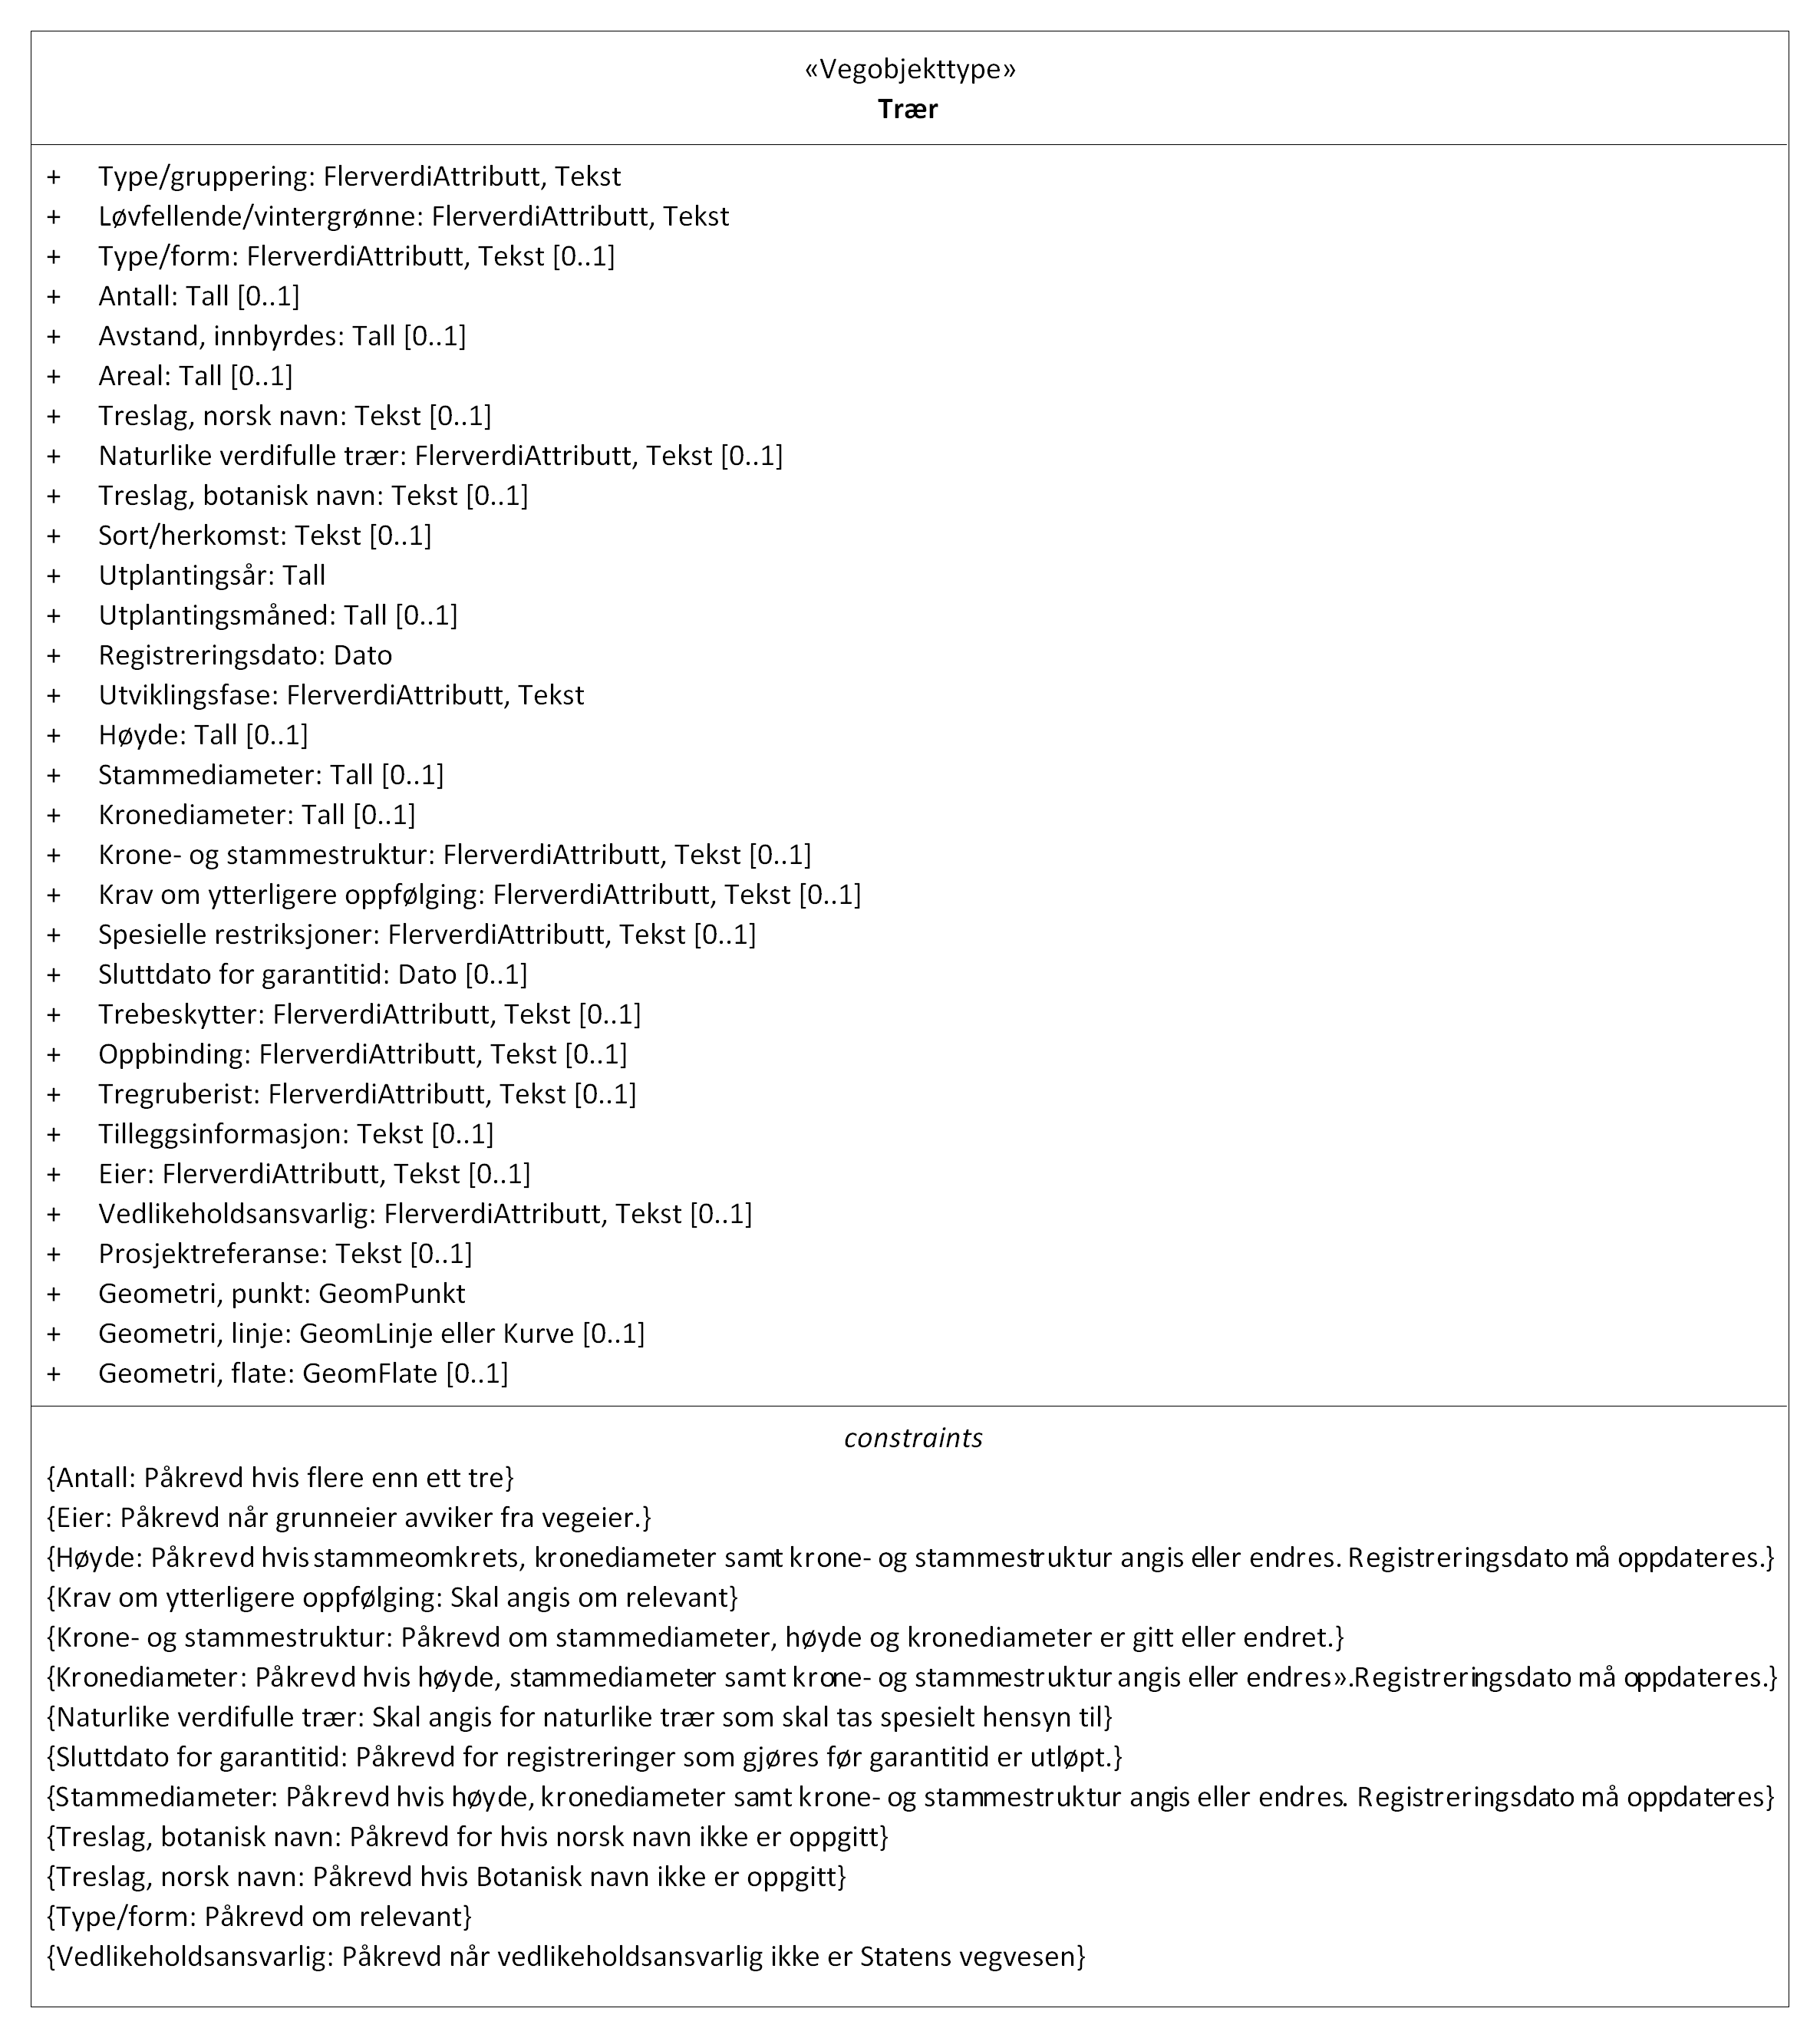 «Vegobjekttype»
Trær
+ Type/gruppering: FlerverdiAttributt, Tekst
+ Løvfellende/vintergrønne: FlerverdiAttributt, Tekst
+ Type/form: FlerverdiAttributt, Tekst [0..1]
+ Antall: Tall [0..1]
+ Avstand, innbyrdes: Tall [0..1]
+ Areal: Tall [0..1]
+ Treslag, norsk navn: Tekst [0..1]
+ Naturlike verdifulle trær: FlerverdiAttributt, Tekst [0..1]
+ Treslag, botanisk navn: Tekst [0..1]
+ Sort/herkomst: Tekst [0..1]
+ Utplantingsår: Tall
+ Utplantingsmåned: Tall [0..1]
+ Registreringsdato: Dato
+ Utviklingsfase: FlerverdiAttributt, Tekst
+ Høyde: Tall [0..1]
+ Stammediameter: Tall [0..1]
+ Kronediameter: Tall [0..1]
+ Krone- og stammestruktur: FlerverdiAttributt, Tekst [0..1]
+ Krav om ytterligere oppfølging: FlerverdiAttributt, Tekst [0..1]
+ Spesielle restriksjoner: FlerverdiAttributt, Tekst [0..1]
+ Sluttdato for garantitid: Dato [0..1]
+ Trebeskytter: FlerverdiAttributt, Tekst [0..1]
+ Oppbinding: FlerverdiAttributt, Tekst [0..1]
+ Tregruberist: FlerverdiAttributt, Tekst [0..1]
+ Tilleggsinformasjon: Tekst [0..1]
+ Eier: FlerverdiAttributt, Tekst [0..1]
+ Vedlikeholdsansvarlig: FlerverdiAttributt, Tekst [0..1]
+ Prosjektreferanse: Tekst [0..1]
+ Geometri, punkt: GeomPunkt
+ Geometri, linje: GeomLinje eller Kurve [0..1]
+ Geometri, flate: GeomFlate [0..1]
constraints
{Antall: Påkrevd hvis flere enn ett tre}
{Eier: Påkrevd når grunneier avviker fra vegeier.}
{Høyde: Påkrevd hvis stammeomkrets, kronediameter samt krone- og stammestruktur angis eller endres. Registreringsdato må oppdateres.}
{Krav om ytterligere oppfølging: Skal angis om relevant}
{Krone- og stammestruktur: Påkrevd om stammediameter, høyde og kronediameter er gitt eller endret.}
{Kronediameter: Påkrevd hvis høyde, stammediameter samt krone- og stammestruktur angis eller endres».Registreringsdato må oppdateres.}
{Naturlike verdifulle trær: Skal angis for naturlike trær som skal tas spesielt hensyn til}
{Sluttdato for garantitid: Påkrevd for registreringer som gjøres før garantitid er utløpt.}
{Stammediameter: Påkrevd hvis høyde, kronediameter samt krone- og stammestruktur angis eller endres. Registreringsdato må oppdateres}
{Treslag, botanisk navn: Påkrevd for hvis norsk navn ikke er oppgitt}
{Treslag, norsk navn: Påkrevd hvis Botanisk navn ikke er oppgitt}
{Type/form: Påkrevd om relevant}
{Vedlikeholdsansvarlig: Påkrevd når vedlikeholdsansvarlig ikke er Statens vegvesen}